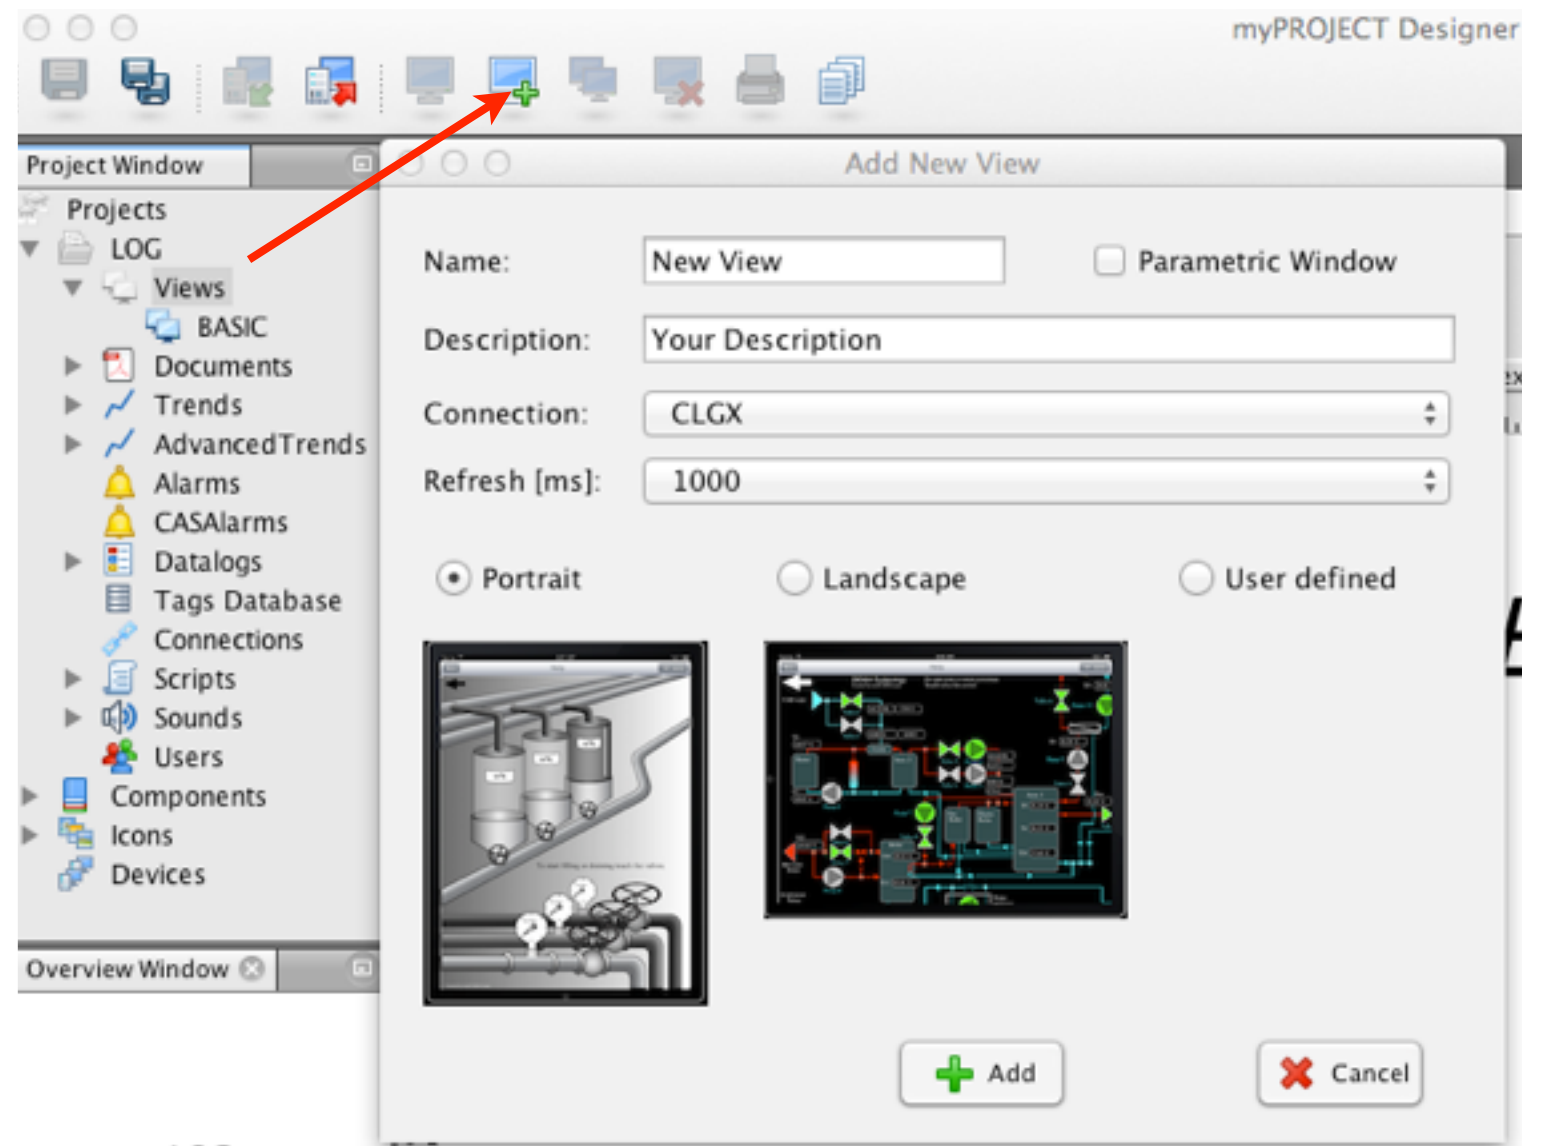 myPROJECT Designer
Project Window
Add New View
Projects
LOG
Views
BASIC
Documents
Trends
AdvancedTrends
Alarms
CASAlarms
Datalogs
Tags Database
Connections
Scripts
Sounds
Users
Components
Icons
Devices
Overview Window
Name:
New View
Parametric Window
Description:
Your Description
Connection:
CLGX
Refresh [ms]:
1000
Portrait
Landscape
User defined
Add
Cancel